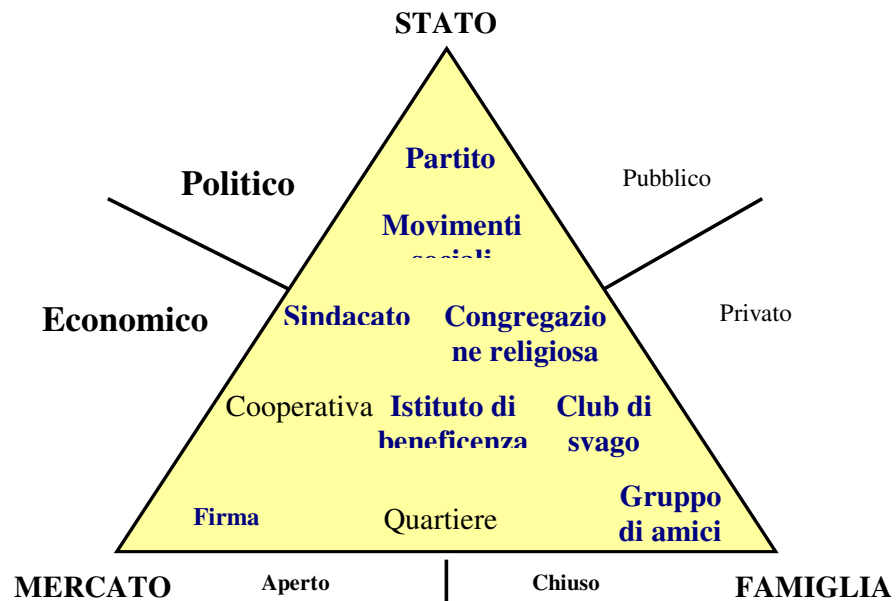 STATO
Partito
Politico
Pubblico
Movimenti
sociali
Economico
Sindacato
Congregazio
ne religiosa
Privato
Cooperativa
Istituto di
beneficenza
Club di
svago
Firma
Quartiere
Gruppo
di amici
MERCATO
Aperto
Chiuso
FAMIGLIA